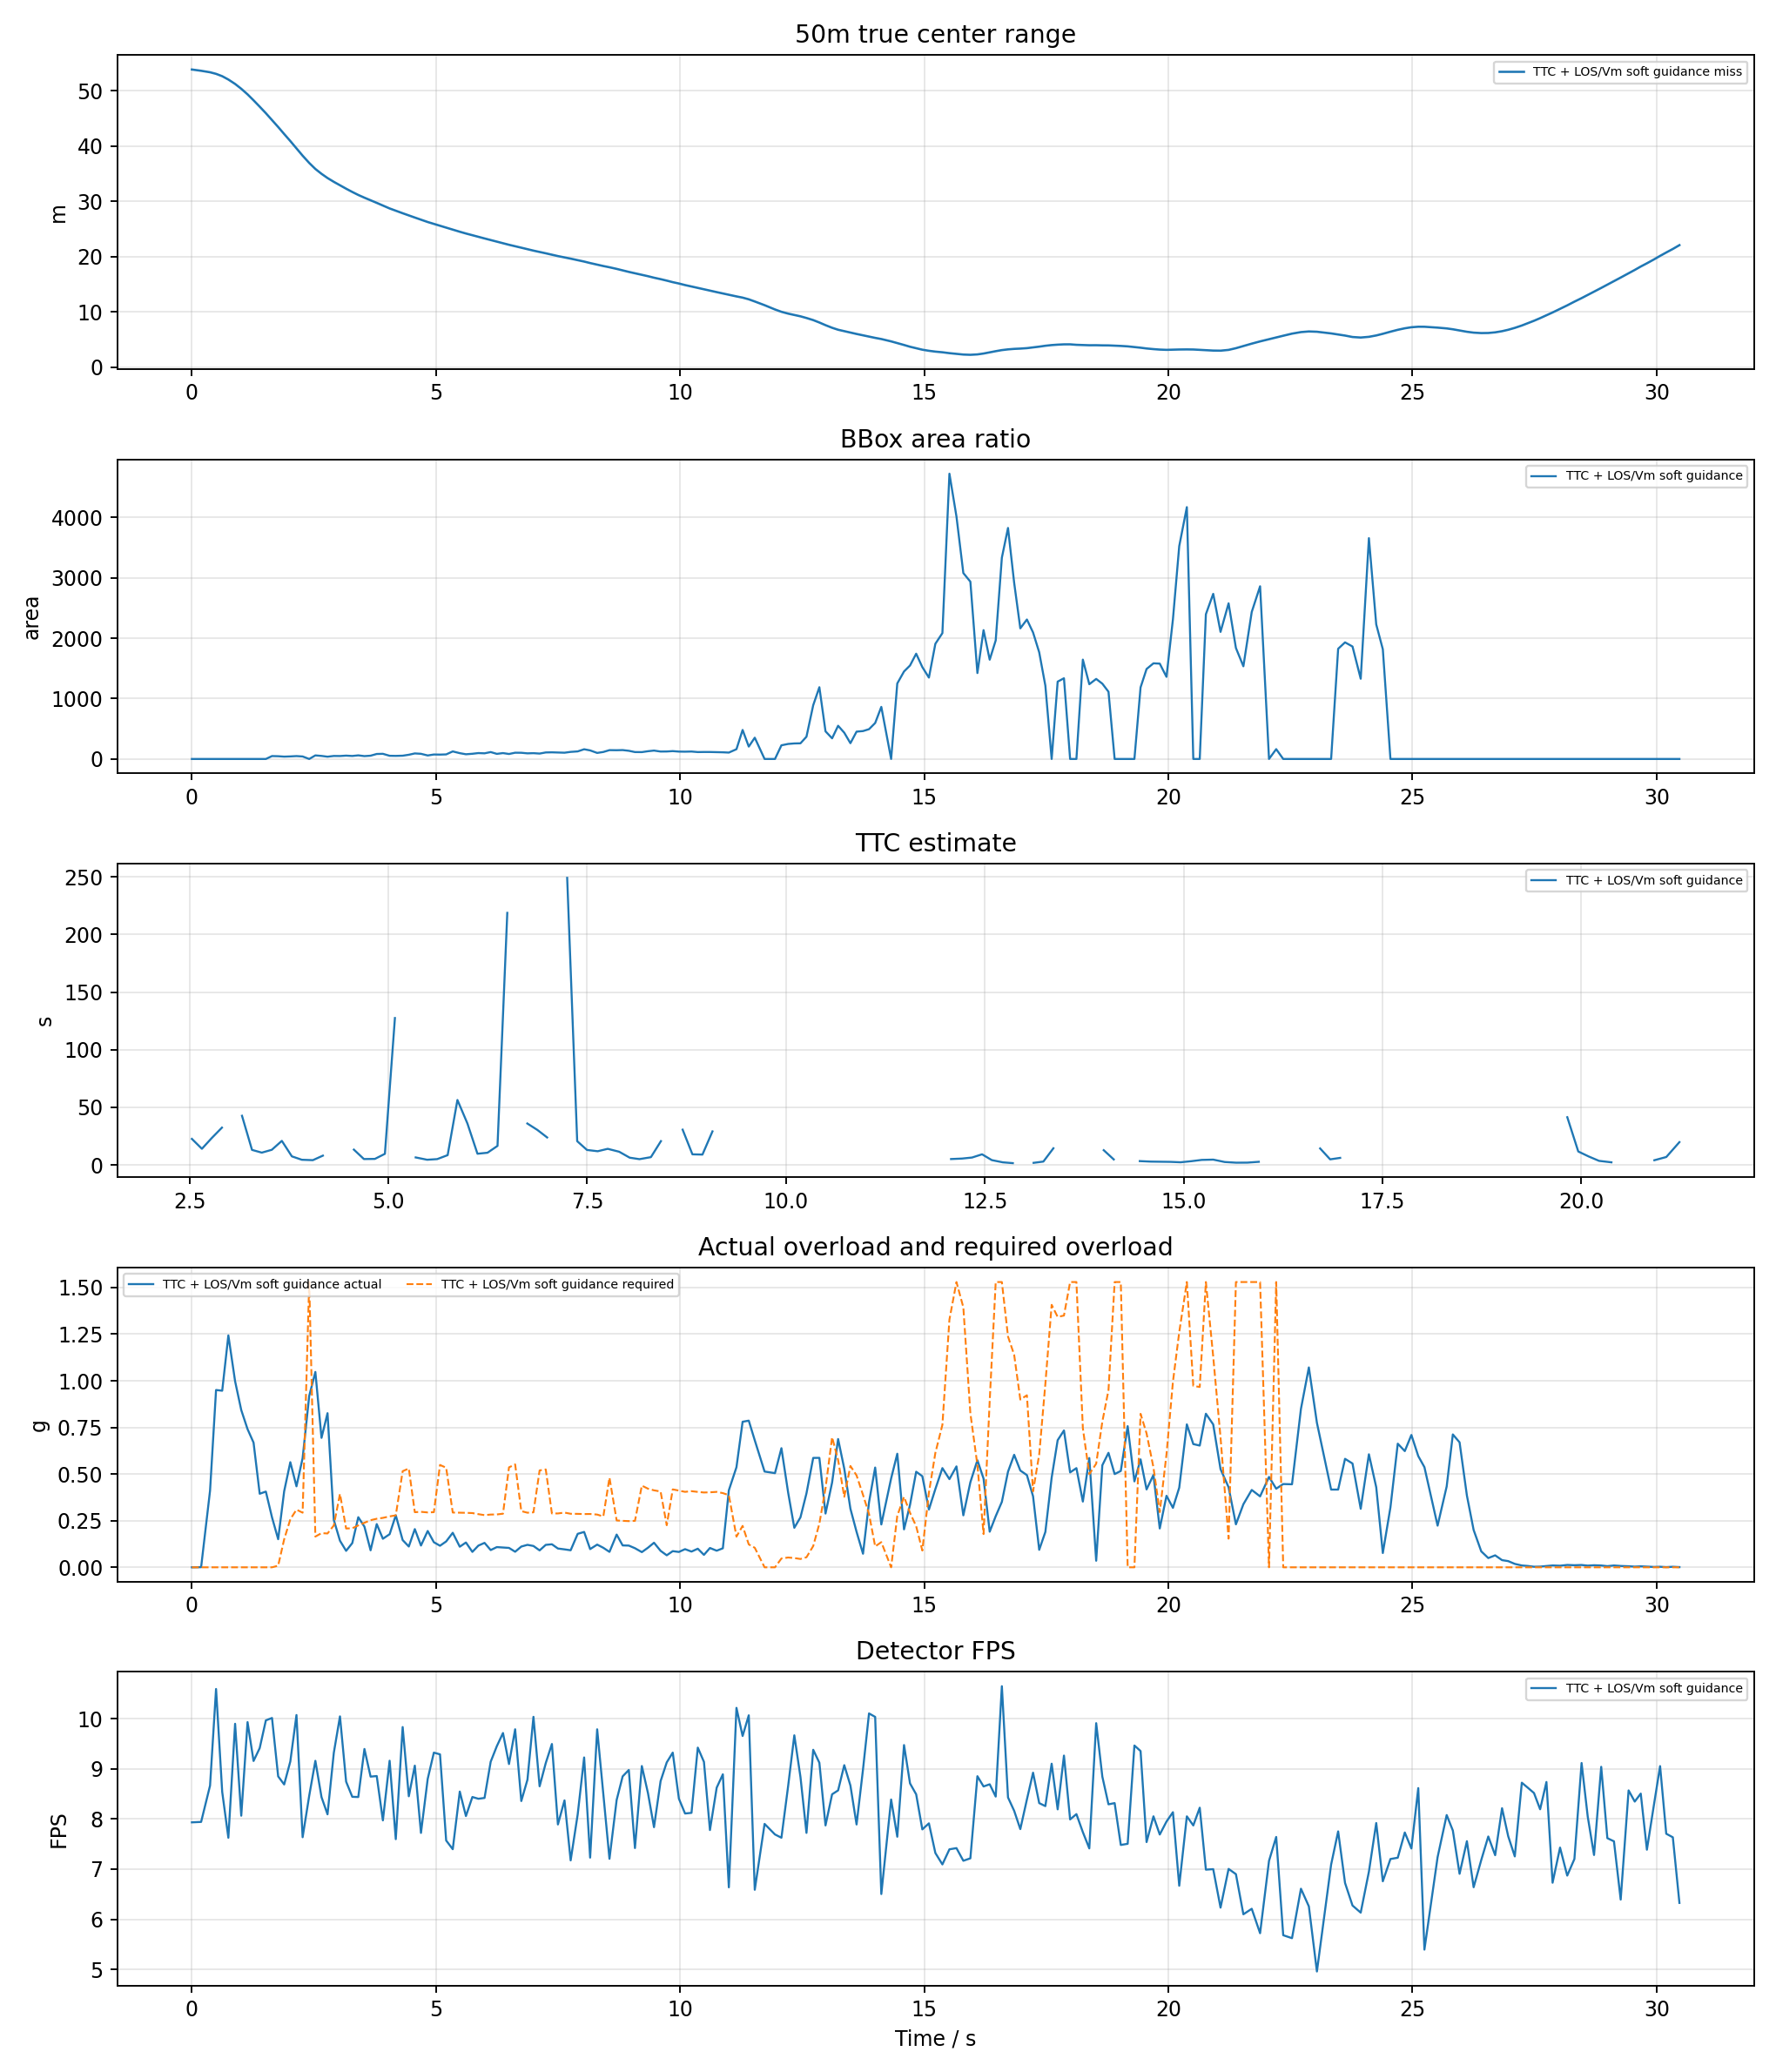 50m true center range
TTC + LOS/Vm soft guidance miss
m
50
40
30
20
10
0
0 5 10 15 20 25 30
BBox area ratio
TTC + LOS/Vm soft guidance
area
4000
3000
2000
1000
0
0 5 10 15 20 25 30
TTC estimate
TTC + LOS/Vm soft guidance
s
250
200
150
100
50
0
2.5 5.0 7.5 10.0 12.5 15.0 17.5 20.0
Actual overload and required overload
TTC + LOS/Vm soft guidance actual TTC + LOS/Vm soft guidance required
g
1.50
1.25
1.00
0.75
0.50
0.25
0.00
0 5 10 15 20 25 30
Detector FPS
TTC + LOS/Vm soft guidance
FPS
10
9
8
7
6
5
0 5 10 15 20 25 30
Time / s